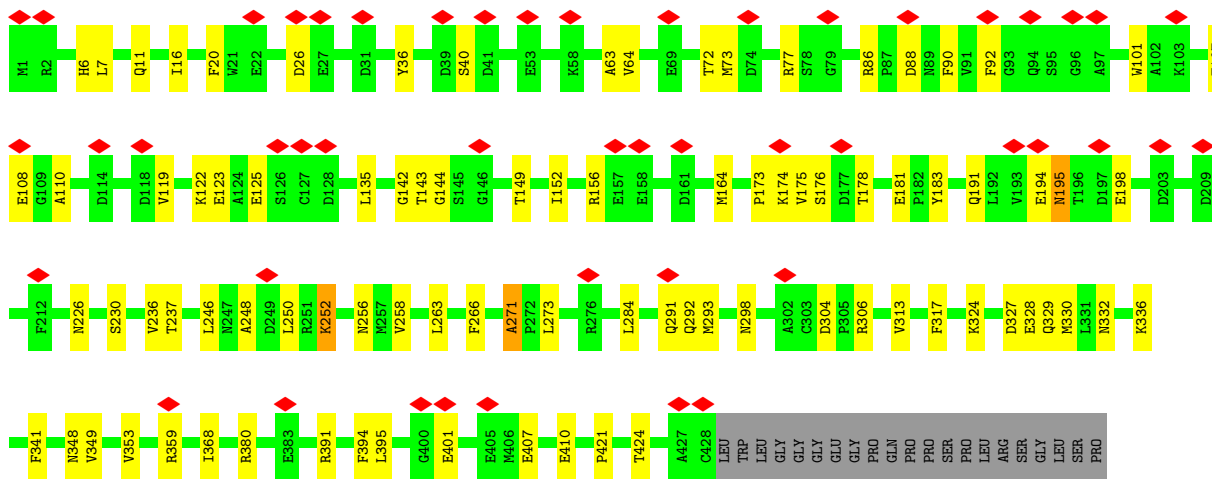 M1 R2 H6 L7 Q11 I16 F20 W21 E22 D26 E27 D31 Y36 D39 S40 D41 E53 K58 A63 V64 E69 T72 M73 D74 R77 S78 G79 R86 P87 D88 N89 F90 V91 F92 G93 Q94 S95 G96 A97 W101 A102 K103
E108 G109 A110 D114 D118 V119 K122 E123 A124 E125 S126 C127 D128 L135 G142 T143 G144 S145 G146 T149 I152 R156 E157 E158 D161 M164 P173 K174 V175 S176 D177 T178 E181 P182 Y183 Q191 L192 V193 E194 N195 T196 D197 E198 D203 D209
F212 N226 S230 V236 T237 L246 N247 A248 D249 L250 R251 K252 N256 M257 V258 L263 F266 A271 P272 L273 R276 L284 Q291 Q292 M293 N298 A302 C303 D304 P305 R306 V313 F317 K324 D327 E328 Q329 M330 L331 N332 K336
F341 N348 V349 V353 R359 I368 R380 E383 R391 F394 L395 G400 E401 E405 M406 E407 E410 P421 T424 A427 C428 LEU TRP LEU GLY GLY GLY GLU GLY PRO GLN PRO PRO SER PRO LEU ARG SER GLY LEU SER PRO